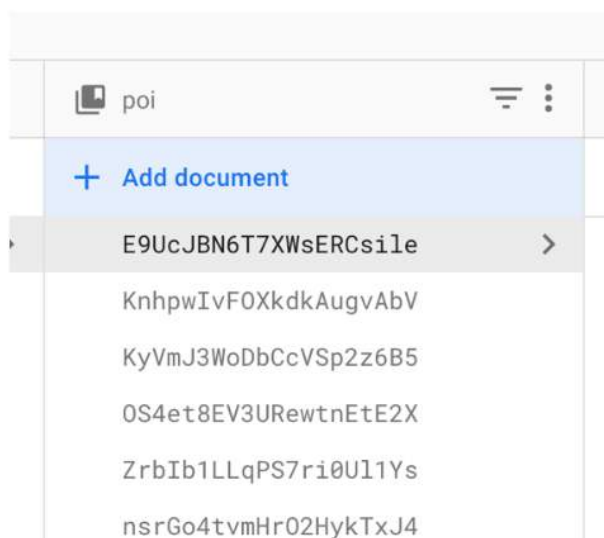 poi
Add document
E9UcJBN6T7XWsERCsile
KnhpwIvFOXkdkAugvAbV
KyVmJ3WoDbCcVSp2z6B5
OS4et8EV3URewtnEtE2X
ZrbIb1LLqPS7ri0Ul1Ys
nsrGo4tvmHrO2HykTxJ4